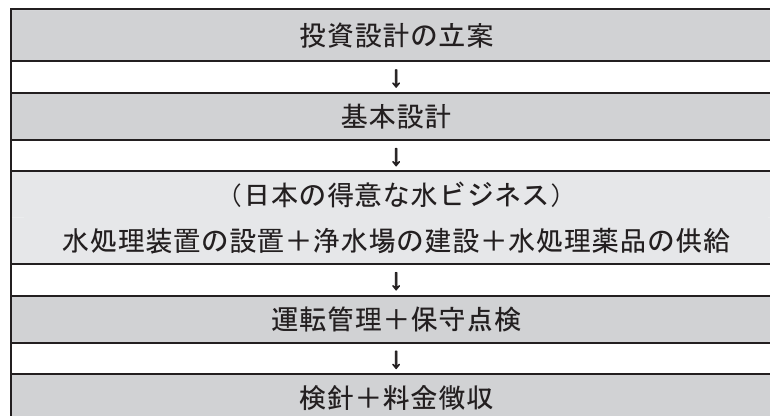 投資設計の立案
↓
基本設計
↓
（日本の得意な水ビジネス）
水処理装置の設置＋浄水場の建設＋水処理薬品の供給
↓
運転管理＋保守点検
↓
検針＋料金徴収